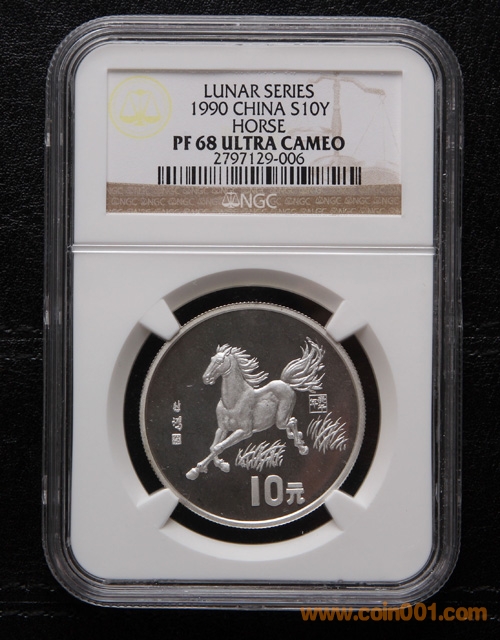 LUNAR SERIES
1990 CHINA S10Y
HORSE
PF 68 ULTRA CAMEO
2797129-006
NGC
10元
www.coin001.com